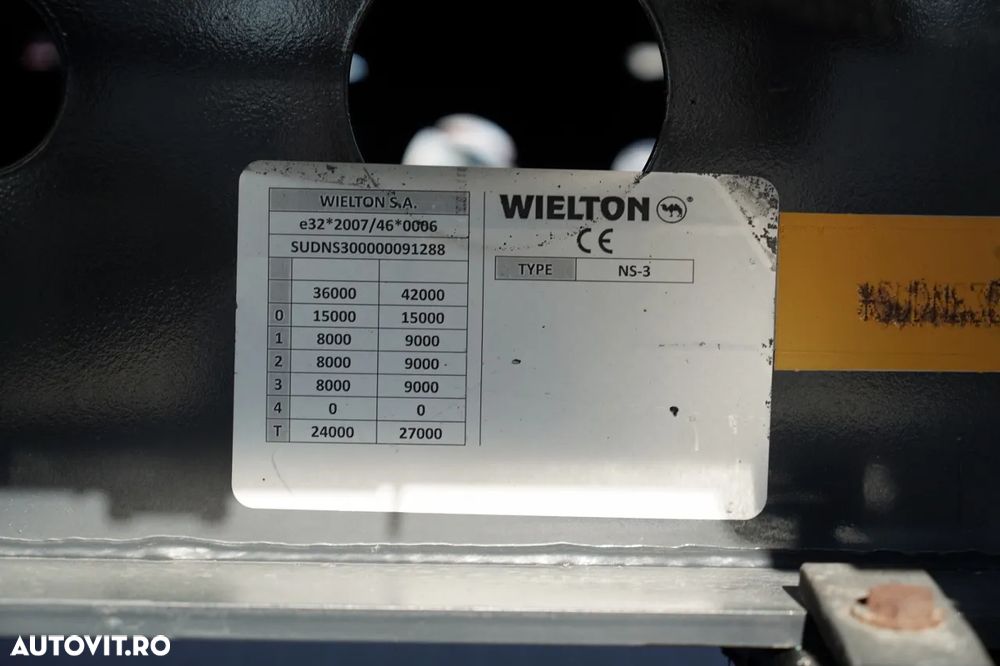 WIELTON S.A.
e32*2007/46*0006
SUDNS300000091288
36000 42000
0 15000 15000
1 8000 9000
2 8000 9000
3 8000 9000
4 0 0
T 24000 27000
WIELTON ®
CE
TYPE NS-3
AUTOVIT.RO